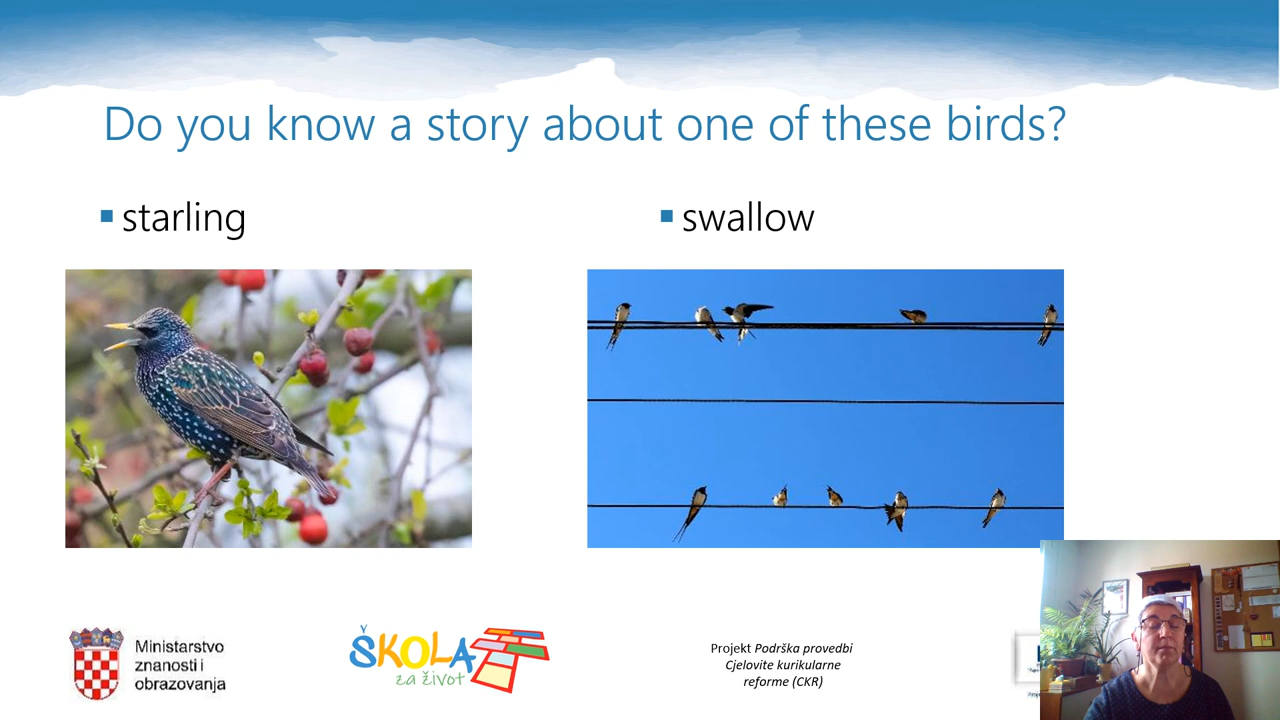 Do you know a story about one of these birds?
starling
swallow
Ministarstvo
znanosti i
obrazovanja
ŠKOLA
za život
Projekt Podrška provedbi
Cjelovite kurikularne
reforme (CKR)